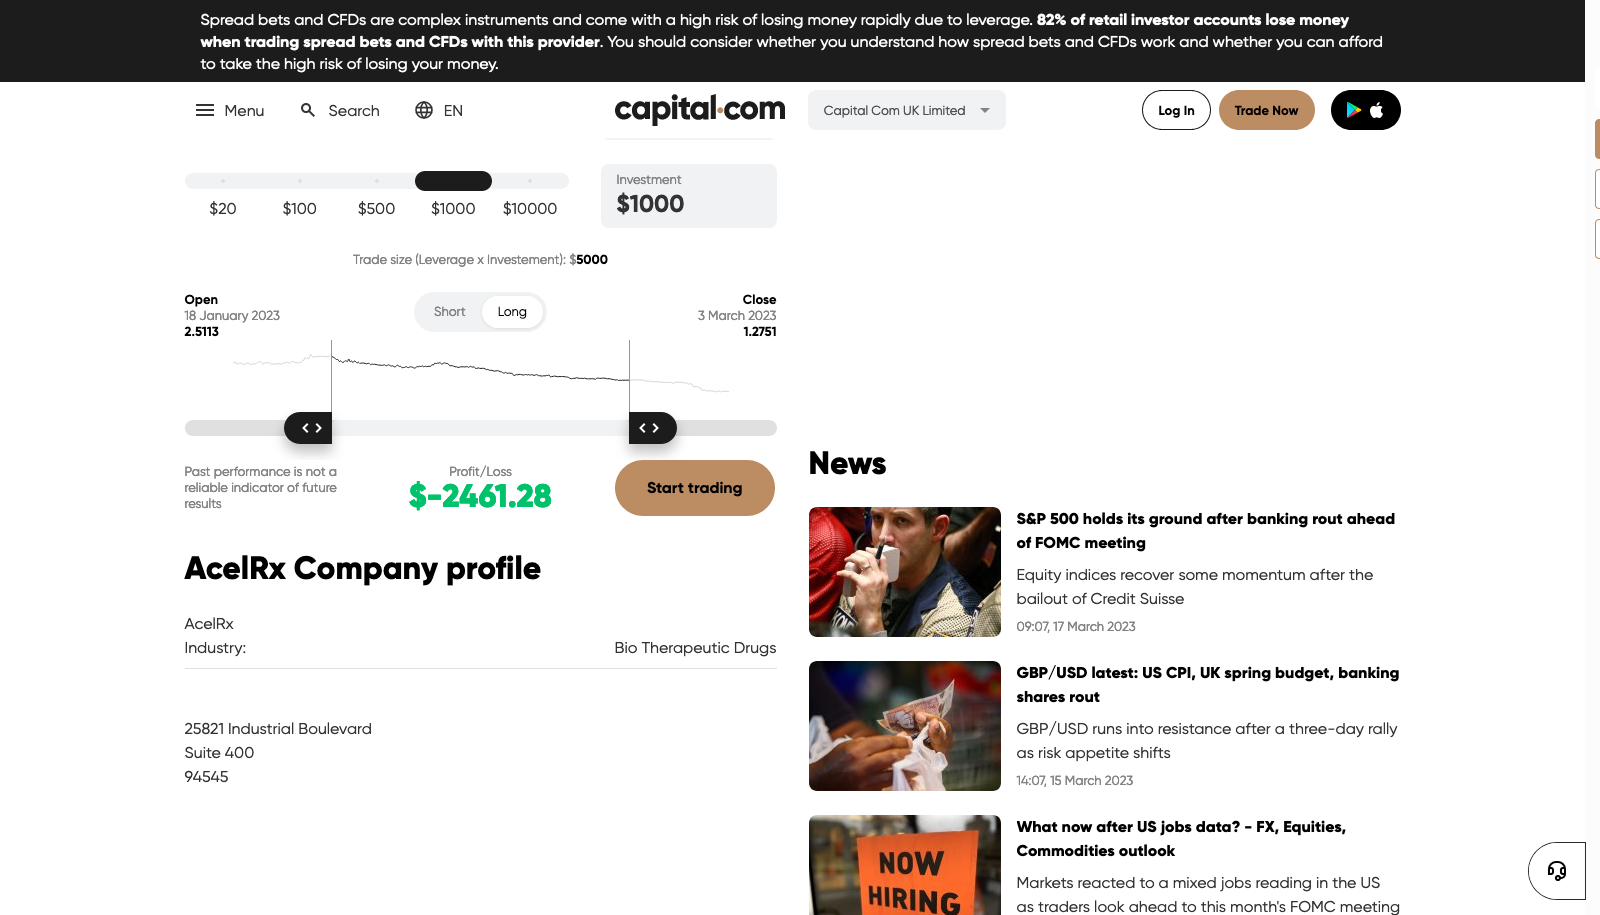 Spread bets and CFDs are complex instruments and come with a high risk of losing money rapidly due to leverage. 82% of retail investor accounts lose money
when trading spread bets and CFDs with this provider. You should consider whether you understand how spread bets and CFDs work and whether you can afford
to take the high risk of losing your money.
Menu
Search
EN
capital.com
Capital Com UK Limited
Log In
Trade Now
$20
$100
$500
$1000
$10000
Investment
$1000
Trade size (Leverage x Investement): $5000
Open
18 January 2023
2.5113
Short
Long
Close
3 March 2023
1.2751
Past performance is not a
reliable indicator of future
results
Profit/Loss
$-2461.28
Start trading
AcelRx Company profile
AcelRx
Industry:
Bio Therapeutic Drugs
25821 Industrial Boulevard
Suite 400
94545
News
S&P 500 holds its ground after banking rout ahead
of FOMC meeting
Equity indices recover some momentum after the
bailout of Credit Suisse
09:07, 17 March 2023
GBP/USD latest: US CPI, UK spring budget, banking
shares rout
GBP/USD runs into resistance after a three-day rally
as risk appetite shifts
14:07, 15 March 2023
NOW
HIRING
What now after US jobs data? - FX, Equities,
Commodities outlook
Markets reacted to a mixed jobs reading in the US
as traders look ahead to this month's FOMC meeting